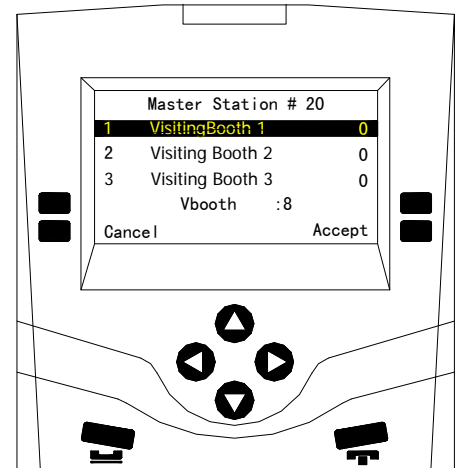 Master Station # 20
1 VisitingBooth 1 0
2 Visiting Booth 2 0
3 Visiting Booth 3 0
Vbooth :8
Cancel Accept